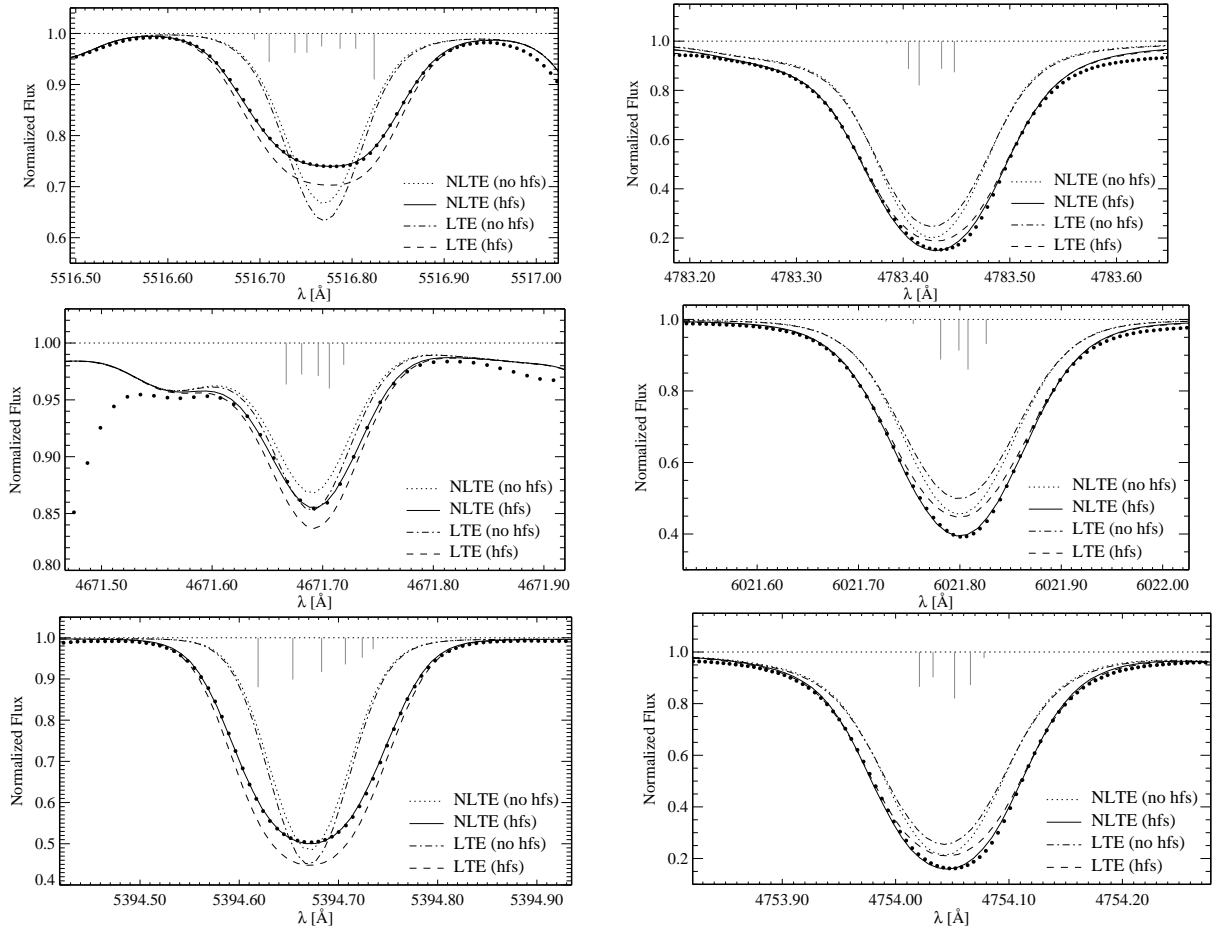 1.0
0.9
0.8
0.7
0.6
Normalized Flux
NLTE (no hfs)
NLTE (hfs)
LTE (no hfs)
LTE (hfs)
5516.50 5516.60 5516.70 5516.80 5516.90 5517.00
λ [Å]
1.0
0.8
0.6
0.4
0.2
Normalized Flux
NLTE (no hfs)
NLTE (hfs)
LTE (no hfs)
LTE (hfs)
4783.20 4783.30 4783.40 4783.50 4783.60
λ [Å]
1.00
0.95
0.90
0.85
0.80
Normalized Flux
NLTE (no hfs)
NLTE (hfs)
LTE (no hfs)
LTE (hfs)
4671.50 4671.60 4671.70 4671.80 4671.90
λ [Å]
1.0
0.8
0.6
0.4
Normalized Flux
NLTE (no hfs)
NLTE (hfs)
LTE (no hfs)
LTE (hfs)
6021.60 6021.70 6021.80 6021.90 6022.00
λ [Å]
1.0
0.9
0.8
0.7
0.6
0.5
0.4
Normalized Flux
NLTE (no hfs)
NLTE (hfs)
LTE (no hfs)
LTE (hfs)
5394.50 5394.60 5394.70 5394.80 5394.90
λ [Å]
1.0
0.8
0.6
0.4
0.2
Normalized Flux
NLTE (no hfs)
NLTE (hfs)
LTE (no hfs)
LTE (hfs)
4753.90 4754.00 4754.10 4754.20
λ [Å]